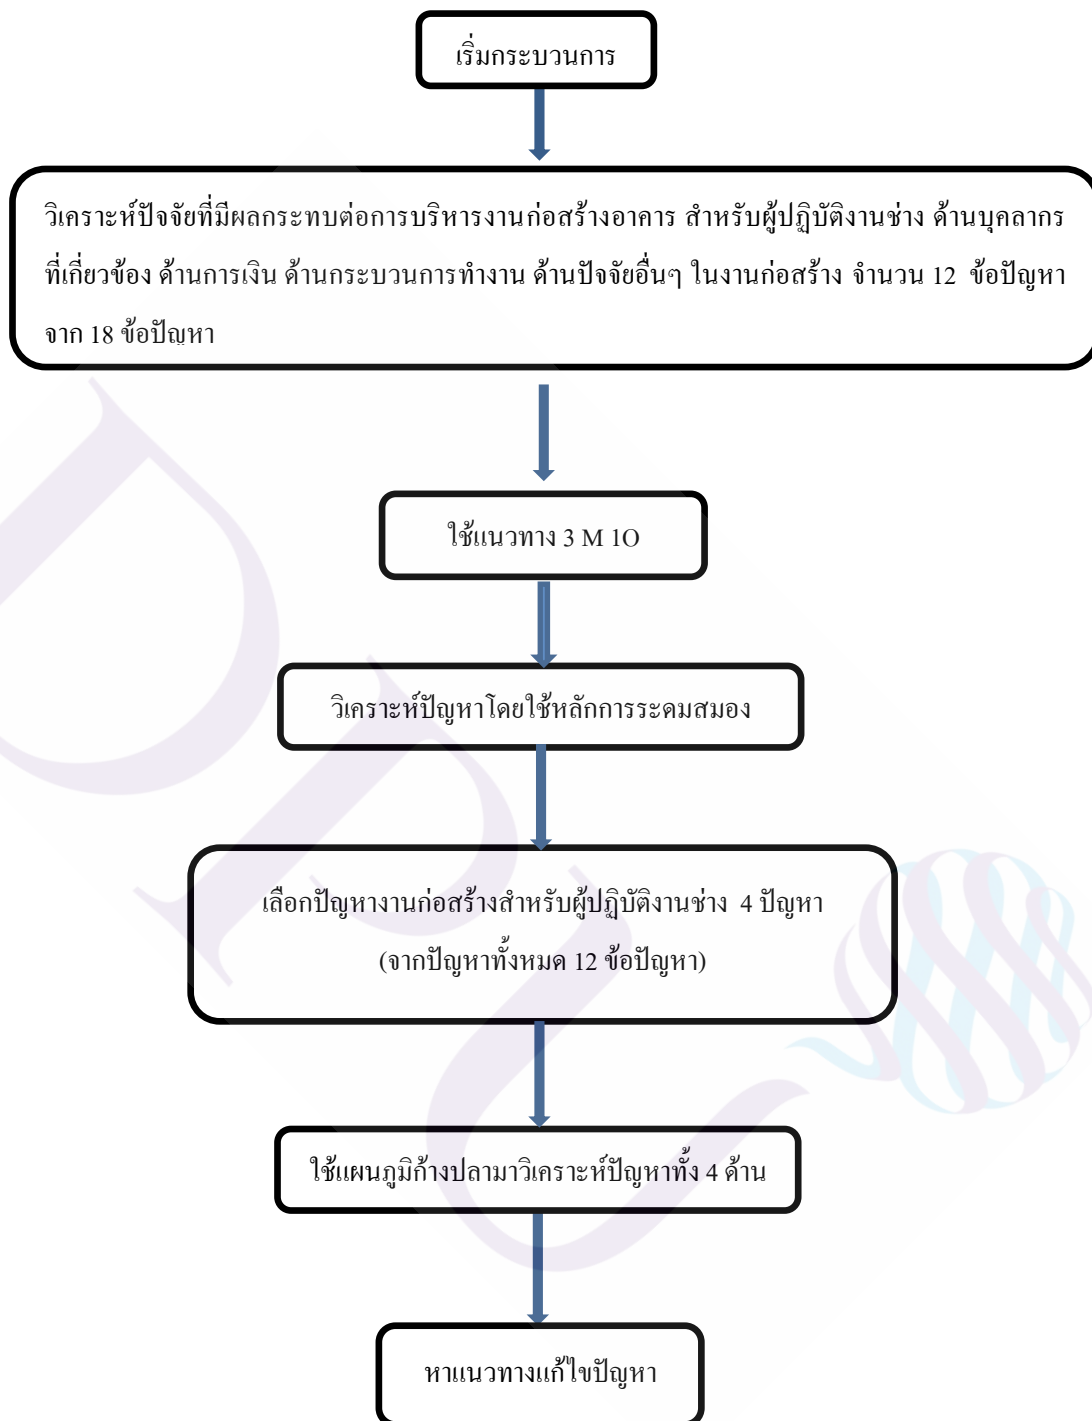 เริ่มกระบวนการ
วิเคราะห์ปัจจัยที่มีผลกระทบต่อการบริหารงานก่อสร้างอาคาร สำหรับผู้ปฏิบัติงานช่าง ด้านบุคลากร
ที่เกี่ยวข้อง ด้านการเงิน ด้านกระบวนการทำงาน ด้านปัจจัยอื่นๆ ในงานก่อสร้าง จำนวน 12 ข้อปัญหา
จาก 18 ข้อปัญหา
ใช้แนวทาง 3 M 1O
วิเคราะห์ปัญหาโดยใช้หลักการระดมสมอง
เลือกปัญหางานก่อสร้างสำหรับผู้ปฏิบัติงานช่าง 4 ปัญหา
(จากปัญหาทั้งหมด 12 ข้อปัญหา)
ใช้แผนภูมิก้างปลามาวิเคราะห์ปัญหาทั้ง 4 ด้าน
หาแนวทางแก้ไขปัญหา
DPU